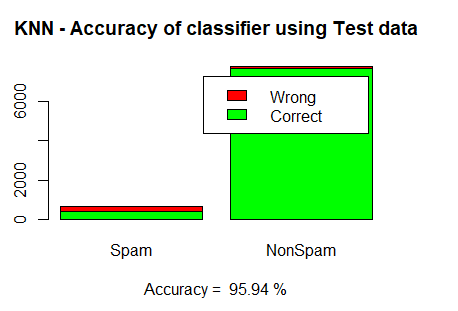 KNN - Accuracy of classifier using Test data
6000
2000
0
Wrong
Correct
Spam
NonSpam
Accuracy = 95.94 %